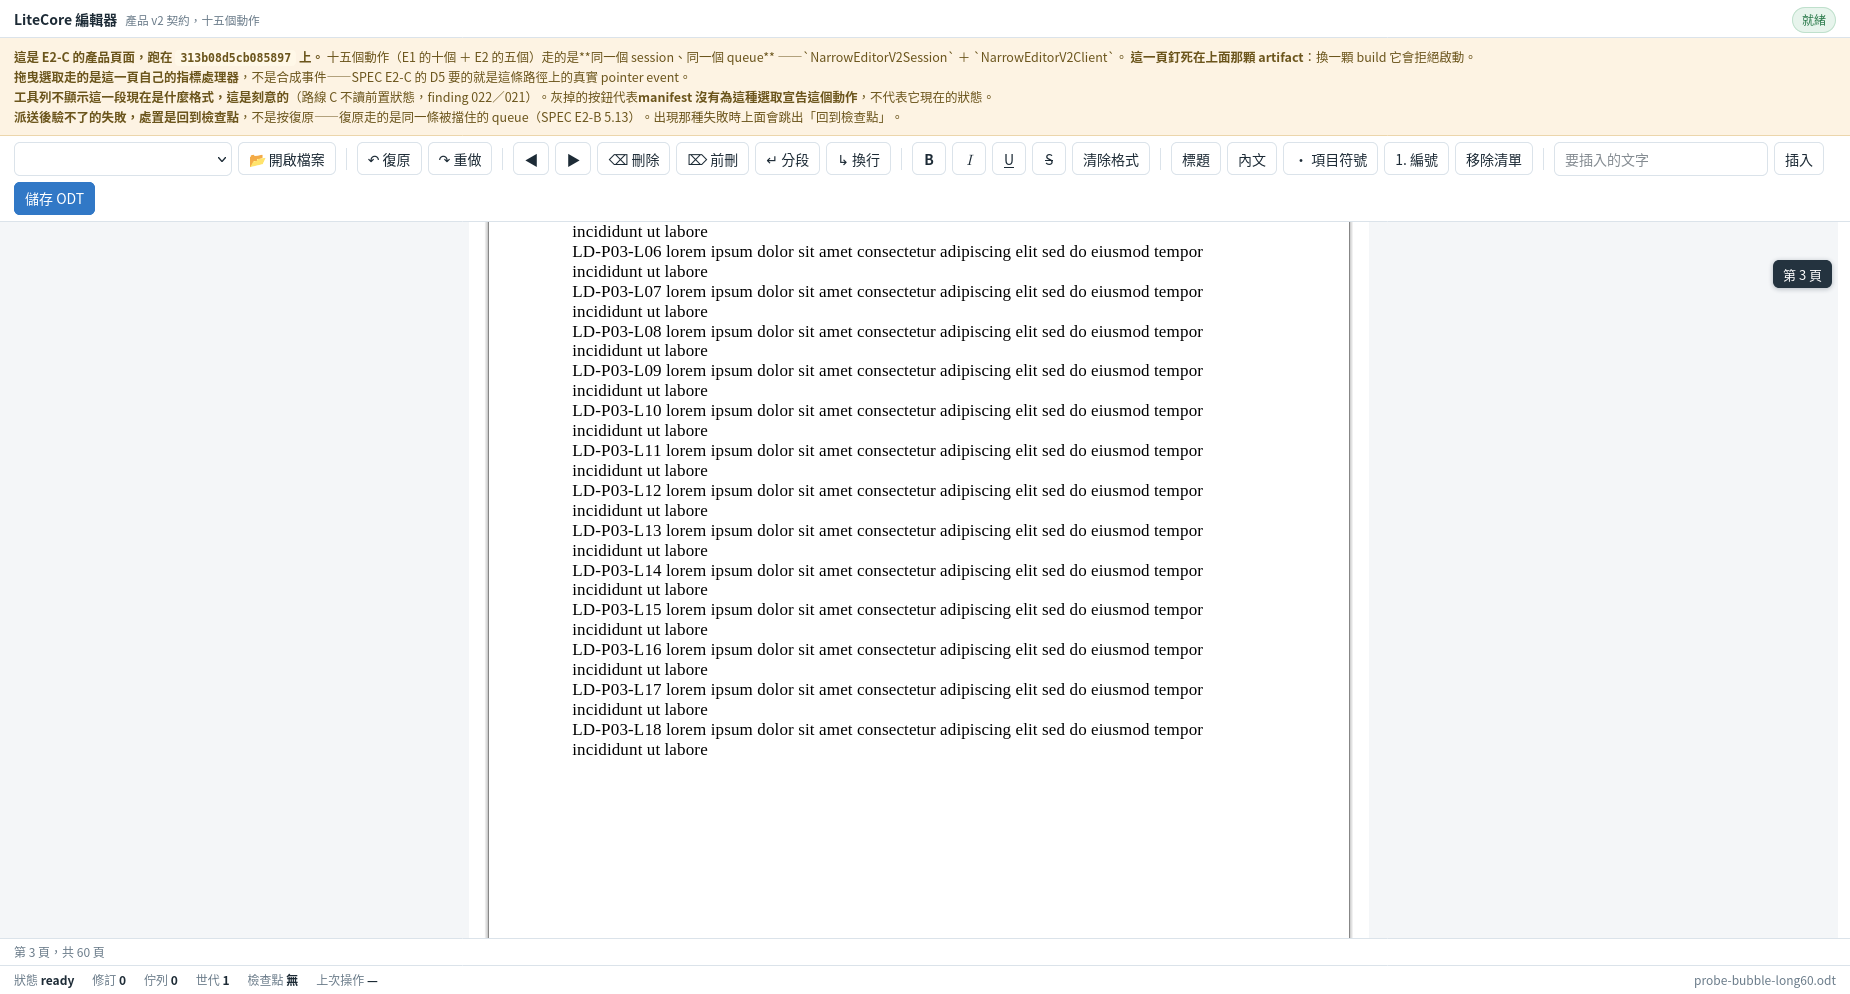 LiteCore 編輯器 產品 v2 契約，十五個動作 就緒
這是 E2-C 的產品頁面，跑在 313b08d5cb085897 上。 十五個動作（E1 的十個 ＋ E2 的五個）走的是**同一個 session、同一個 queue** ——`NarrowEditorV2Session` ＋ `NarrowEditorV2Client`。 這一頁釘死在上面那顆 artifact：換一顆 build 它會拒絕啟動。
拖曳選取走的是這一頁自己的指標處理器，不是合成事件——SPEC E2-C 的 D5 要的就是這條路徑上的真實 pointer event。
工具列不顯示這一段現在是什麼格式，這是刻意的（路線 C 不讀前置狀態，finding 022／021）。灰掉的按鈕代表manifest 沒有為這種選取宣告這個動作，不代表它現在的狀態。
派送後驗不了的失敗，處置是回到檢查點，不是按復原——復原走的是同一條被擋住的 queue（SPEC E2-B 5.13）。出現那種失敗時上面會跳出「回到檢查點」。
📂 開啟檔案 ↶ 復原 ↷ 重做 ◀ ▶ ⌫ 刪除 ⌦ 前刪 ↵ 分段 ↳ 換行 B I U S 清除格式 標題 內文 • 項目符號 1. 編號 移除清單 要插入的文字 插入
儲存 ODT
incididunt ut labore
LD-P03-L06 lorem ipsum dolor sit amet consectetur adipiscing elit sed do eiusmod tempor
incididunt ut labore
第 3 頁
LD-P03-L07 lorem ipsum dolor sit amet consectetur adipiscing elit sed do eiusmod tempor
incididunt ut labore
LD-P03-L08 lorem ipsum dolor sit amet consectetur adipiscing elit sed do eiusmod tempor
incididunt ut labore
LD-P03-L09 lorem ipsum dolor sit amet consectetur adipiscing elit sed do eiusmod tempor
incididunt ut labore
LD-P03-L10 lorem ipsum dolor sit amet consectetur adipiscing elit sed do eiusmod tempor
incididunt ut labore
LD-P03-L11 lorem ipsum dolor sit amet consectetur adipiscing elit sed do eiusmod tempor
incididunt ut labore
LD-P03-L12 lorem ipsum dolor sit amet consectetur adipiscing elit sed do eiusmod tempor
incididunt ut labore
LD-P03-L13 lorem ipsum dolor sit amet consectetur adipiscing elit sed do eiusmod tempor
incididunt ut labore
LD-P03-L14 lorem ipsum dolor sit amet consectetur adipiscing elit sed do eiusmod tempor
incididunt ut labore
LD-P03-L15 lorem ipsum dolor sit amet consectetur adipiscing elit sed do eiusmod tempor
incididunt ut labore
LD-P03-L16 lorem ipsum dolor sit amet consectetur adipiscing elit sed do eiusmod tempor
incididunt ut labore
LD-P03-L17 lorem ipsum dolor sit amet consectetur adipiscing elit sed do eiusmod tempor
incididunt ut labore
LD-P03-L18 lorem ipsum dolor sit amet consectetur adipiscing elit sed do eiusmod tempor
incididunt ut labore
第 3 頁，共 60 頁
狀態 ready 修訂 0 佇列 0 世代 1 檢查點 無 上次操作 — probe-bubble-long60.odt